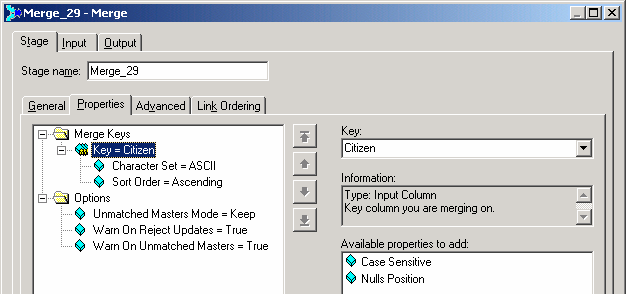 Merge_29 - Merge
Stage Input Output
Stage name: Merge_29
General Properties Advanced Link Ordering
Merge Keys
Key = Citizen
Character Set = ASCII
Sort Order = Ascending
Options
Unmatched Masters Mode = Keep
Warn On Reject Updates = True
Warn On Unmatched Masters = True
Key:
Citizen
Information:
Type: Input Column
Key column you are merging on.
Available properties to add:
Case Sensitive
Nulls Position